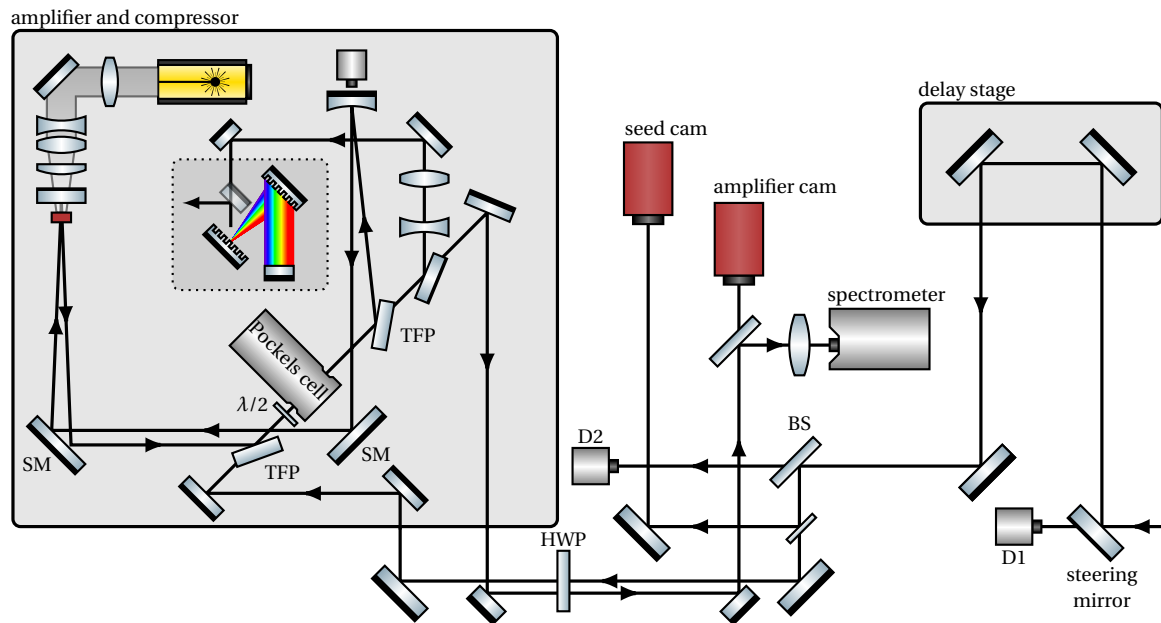 amplifier and compressor
delay stage
seed cam
amplifier cam
spectrometer
TFP
Pockels cell
λ/2
BS
D2
SM
TFP
SM
HWP
D1
steering
mirror